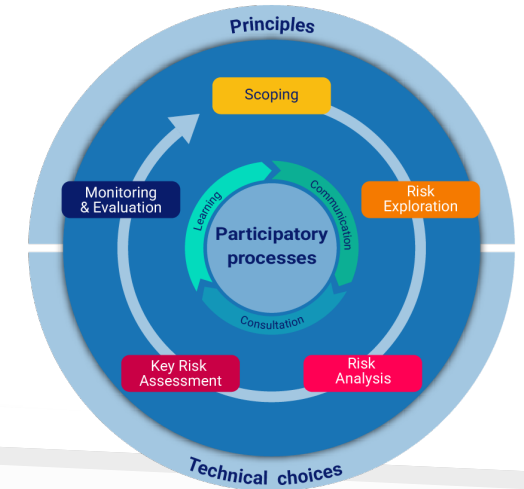 Principles
Scoping
Risk
Exploration
Risk
Analysis
Key Risk
Assessment
Monitoring
& Evaluation
Learning
Communication
Consultation
Participatory
processes
Technical choices